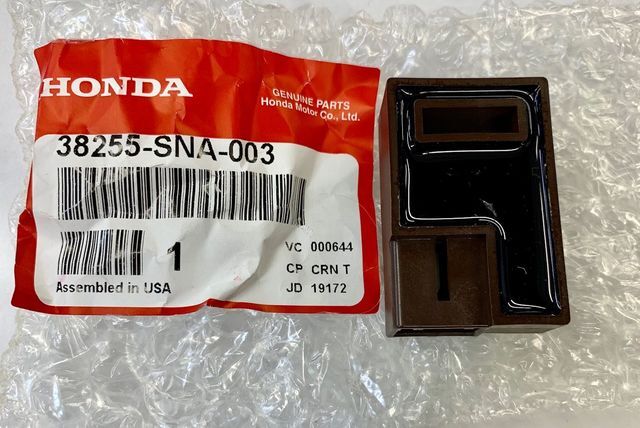 HONDA
GENUINE PARTS
Honda Motor Co., Ltd.
38255-SNA-003
1
VC 000644
CP CRN T
Assembled in USA
JD 19172